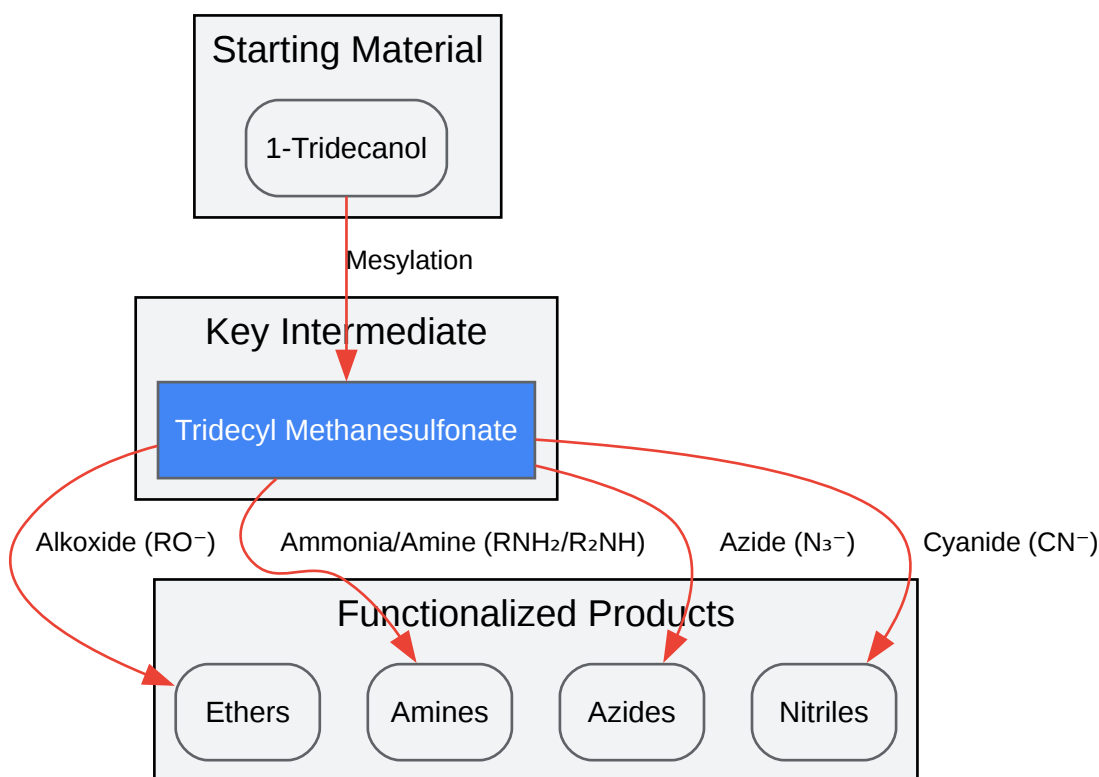 Starting Material
1-Tridecanol
Mesylation
Key Intermediate
Tridecyl Methanesulfonate
Alkoxide (RO⁻)
Ammonia/Amine (RNH₂/R₂NH)
Azide (N₃⁻)
Cyanide (CN⁻)
Functionalized Products
Ethers
Amines
Azides
Nitriles